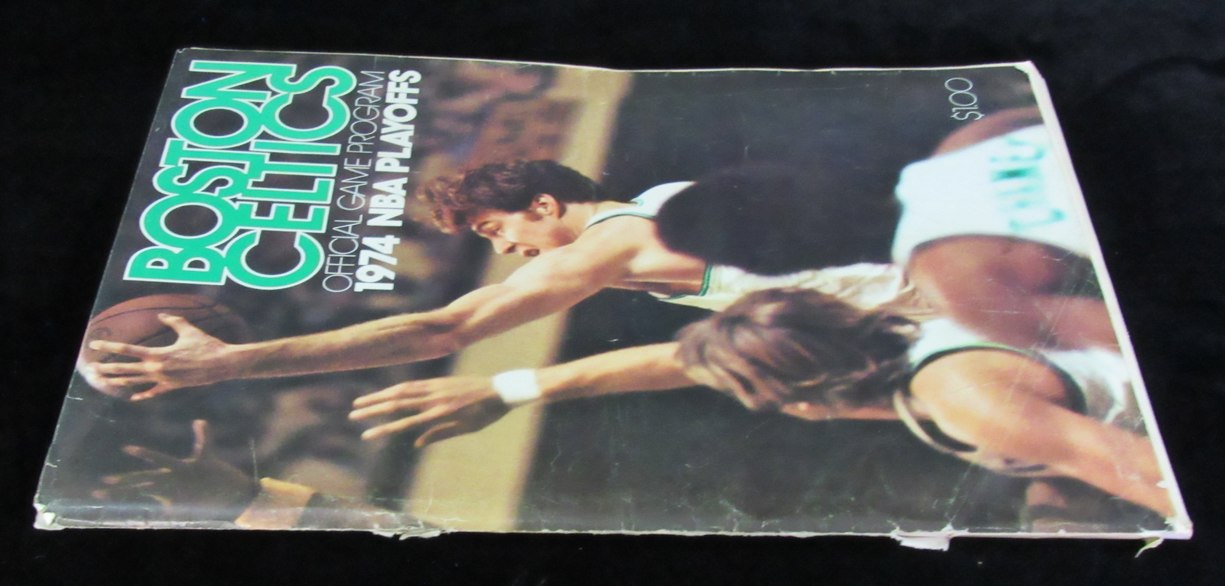 BOSTON
CELTICS
OFFICIAL GAME PROGRAM
1974 NBA PLAYOFFS
$1.00